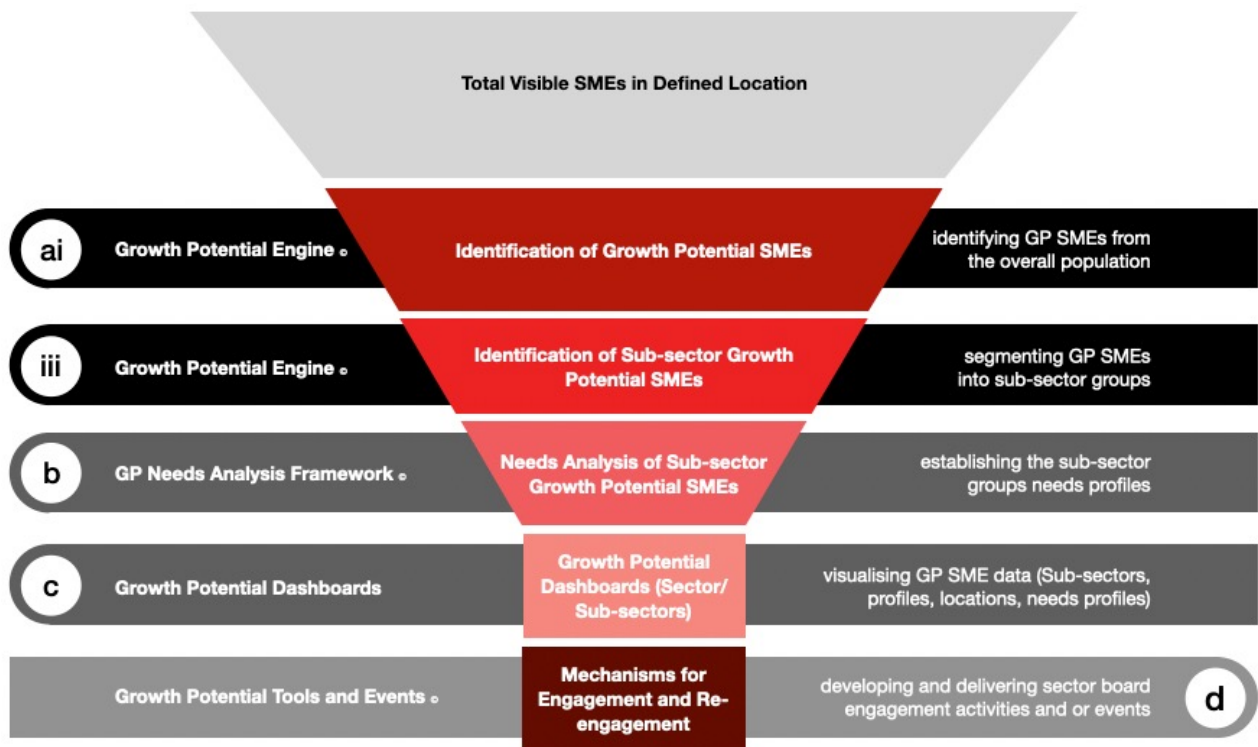 Total Visible SMEs in Defined Location
ai
Growth Potential Engine ©
Identification of Growth Potential SMEs
identifying GP SMEs from
the overall population
iii
Growth Potential Engine ©
Identification of Sub-sector Growth
Potential SMEs
segmenting GP SMEs
into sub-sector groups
b
GP Needs Analysis Framework ©
Needs Analysis of Sub-sector
Growth Potential SMEs
establishing the sub-sector
groups needs profiles
c
Growth Potential Dashboards
Growth Potential
Dashboards (Sector/
Sub-sectors)
visualising GP SME data (Sub-sectors,
profiles, locations, needs profiles)
Growth Potential Tools and Events ©
Mechanisms for
Engagement and Re-
engagement
developing and delivering sector board
engagement activities and or events
d